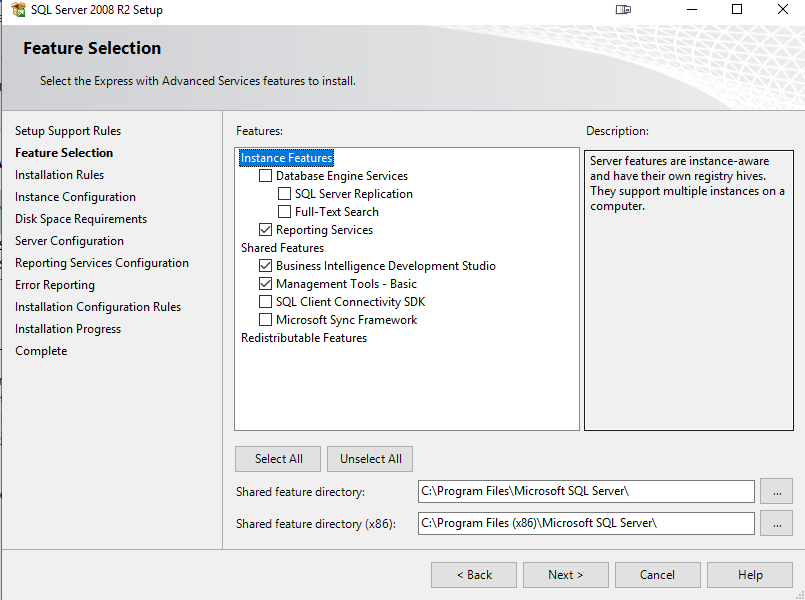 SQL Server 2008 R2 Setup
Feature Selection
Select the Express with Advanced Services features to install.
Setup Support Rules
Feature Selection
Installation Rules
Instance Configuration
Disk Space Requirements
Server Configuration
Reporting Services Configuration
Error Reporting
Installation Configuration Rules
Installation Progress
Complete
Features:
Instance Features
Database Engine Services
SQL Server Replication
Full-Text Search
Reporting Services
Shared Features
Business Intelligence Development Studio
Management Tools - Basic
SQL Client Connectivity SDK
Microsoft Sync Framework
Redistributable Features
Description:
Server features are instance-aware
and have their own registry hives.
They support multiple instances on a
computer.
Select All
Unselect All
Shared feature directory:
C:\Program Files\Microsoft SQL Server\
...
Shared feature directory (x86):
C:\Program Files (x86)\Microsoft SQL Server\
...
< Back
Next >
Cancel
Help